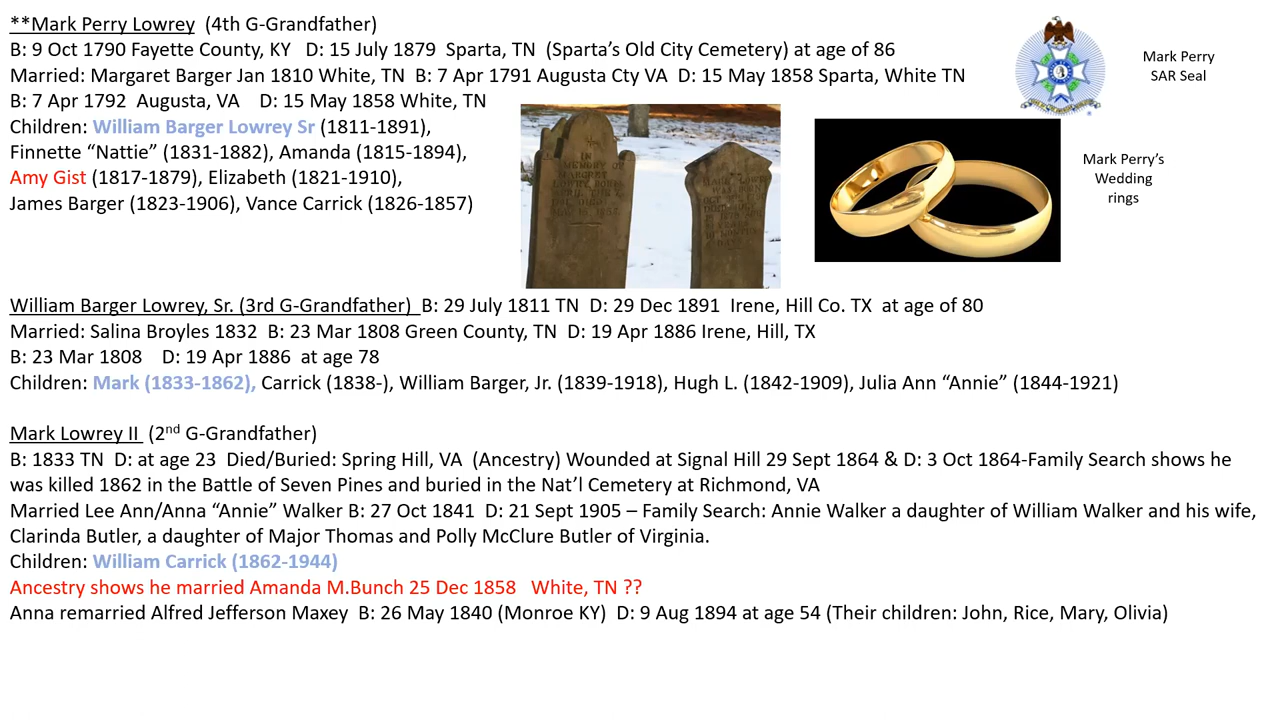 **Mark Perry Lowrey  (4th G-Grandfather)
B: 9 Oct 1790 Fayette County, KY   D: 15 July 1879  Sparta, TN  (Sparta’s Old City Cemetery) at age of 86
Married: Margaret Barger Jan 1810 White, TN  B: 7 Apr 1791 Augusta Cty VA  D: 15 May 1858 Sparta, White TN
B: 7 Apr 1792  Augusta, VA    D: 15 May 1858 White, TN
Children: William Barger Lowrey Sr (1811-1891),
Finnette “Nattie” (1831-1882), Amanda (1815-1894),
Amy Gist (1817-1879), Elizabeth (1821-1910),
James Barger (1823-1906), Vance Carrick (1826-1857)
Mark Perry
SAR Seal
IN
MEMORY OF
MARGRET
Mark Perry’s
Wedding
rings
William Barger Lowrey, Sr. (3rd G-Grandfather)  B: 29 July 1811 TN  D: 29 Dec 1891  Irene, Hill Co. TX  at age of 80
Married: Salina Broyles 1832  B: 23 Mar 1808 Green County, TN  D: 19 Apr 1886 Irene, Hill, TX
B: 23 Mar 1808    D: 19 Apr 1886  at age 78
Children: Mark (1833-1862), Carrick (1838-), William Barger, Jr. (1839-1918), Hugh L. (1842-1909), Julia Ann “Annie” (1844-1921)
Mark Lowrey II  (2nd G-Grandfather)
B: 1833 TN  D: at age 23  Died/Buried: Spring Hill, VA  (Ancestry) Wounded at Signal Hill 29 Sept 1864 & D: 3 Oct 1864-Family Search shows he
was killed 1862 in the Battle of Seven Pines and buried in the Nat’l Cemetery at Richmond, VA
Married Lee Ann/Anna “Annie” Walker B: 27 Oct 1841  D: 21 Sept 1905 – Family Search: Annie Walker a daughter of William Walker and his wife,
Clarinda Butler, a daughter of Major Thomas and Polly McClure Butler of Virginia.
Children: William Carrick (1862-1944)
Ancestry shows he married Amanda M.Bunch 25 Dec 1858   White, TN ??
Anna remarried Alfred Jefferson Maxey  B: 26 May 1840 (Monroe KY)  D: 9 Aug 1894 at age 54 (Their children: John, Rice, Mary, Olivia)